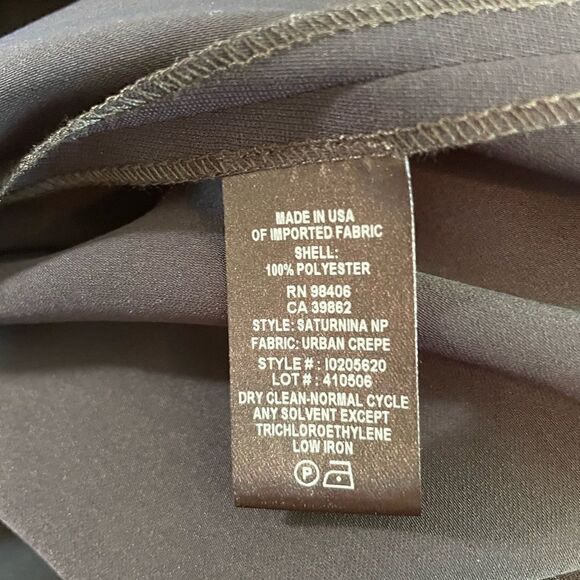 MADE IN USA
OF IMPORTED FABRIC
SHELL:
100% POLYESTER
RN 98406
CA 39862
STYLE: SATURNINA NP
FABRIC: URBAN CREPE
STYLE # : I0205620
LOT # : 410506
DRY CLEAN-NORMAL CYCLE
ANY SOLVENT EXCEPT
TRICHLOROETHYLENE
LOW IRON
P